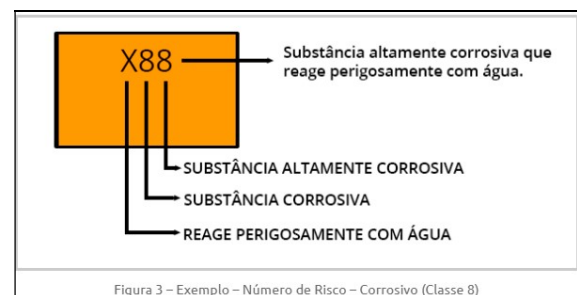 X88
Substância altamente corrosiva que
reage perigosamente com água.
SUBSTÂNCIA ALTAMENTE CORROSIVA
SUBSTÂNCIA CORROSIVA
REAGE PERIGOSAMENTE COM ÁGUA
Figura 3 – Exemplo – Número de Risco – Corrosivo (Classe 8)